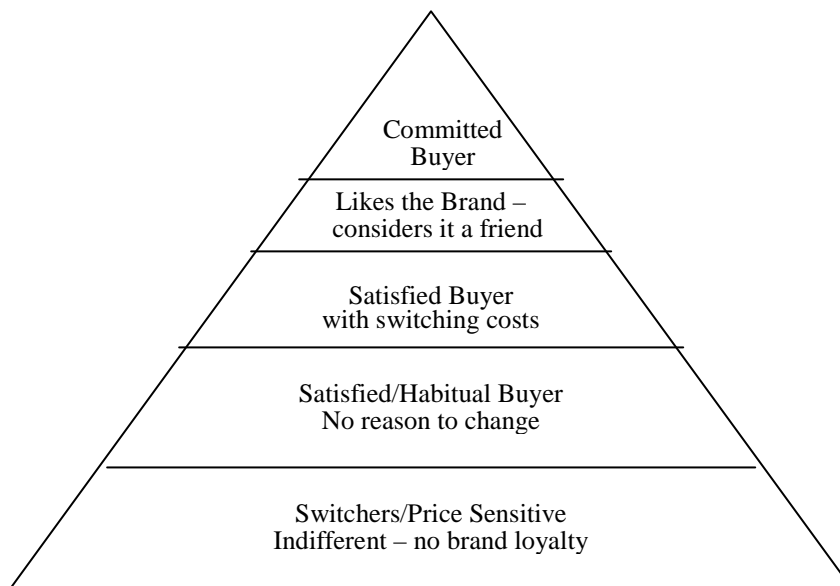 Committed
Buyer
Likes the Brand –
considers it a friend
Satisfied Buyer
with switching costs
Satisfied/Habitual Buyer
No reason to change
Switchers/Price Sensitive
Indifferent – no brand loyalty